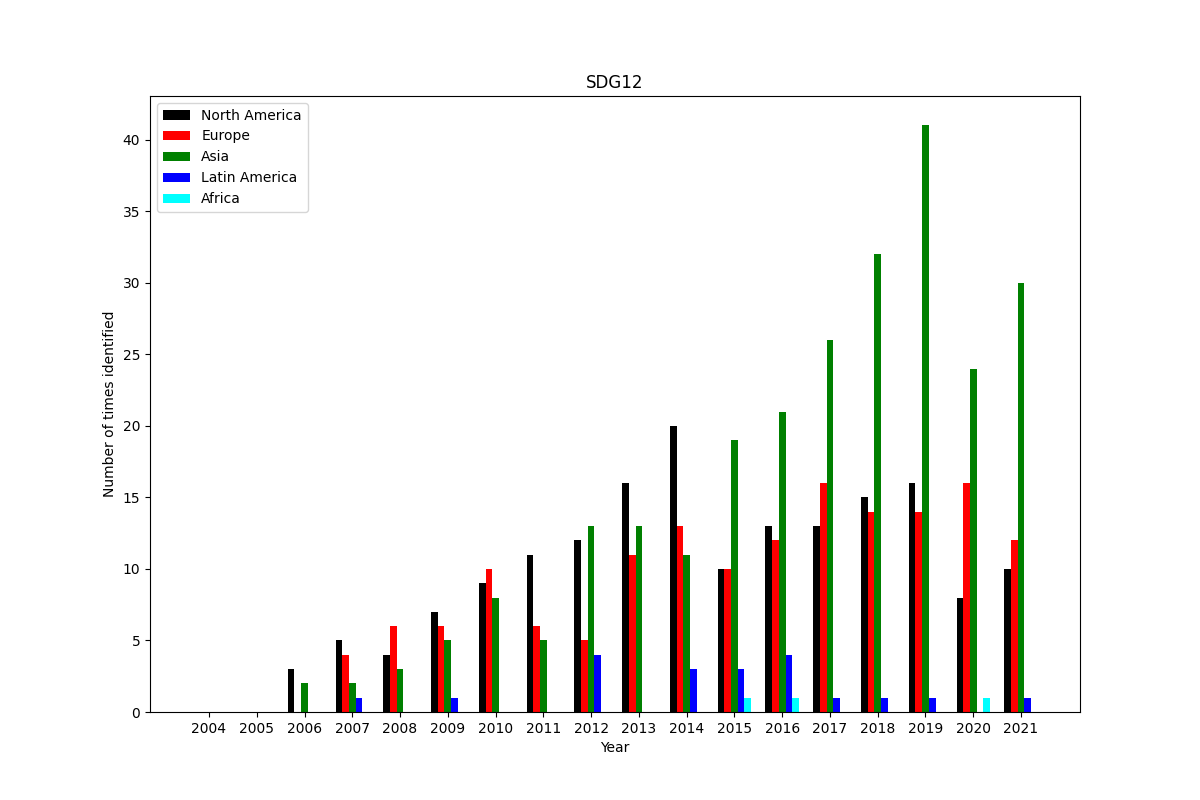 SDG12
North America
Europe
Asia
Latin America
Africa
40
35
30
25
20
15
10
5
0
Number of times identified
2004 2005 2006 2007 2008 2009 2010 2011 2012 2013 2014 2015 2016 2017 2018 2019 2020 2021
Year